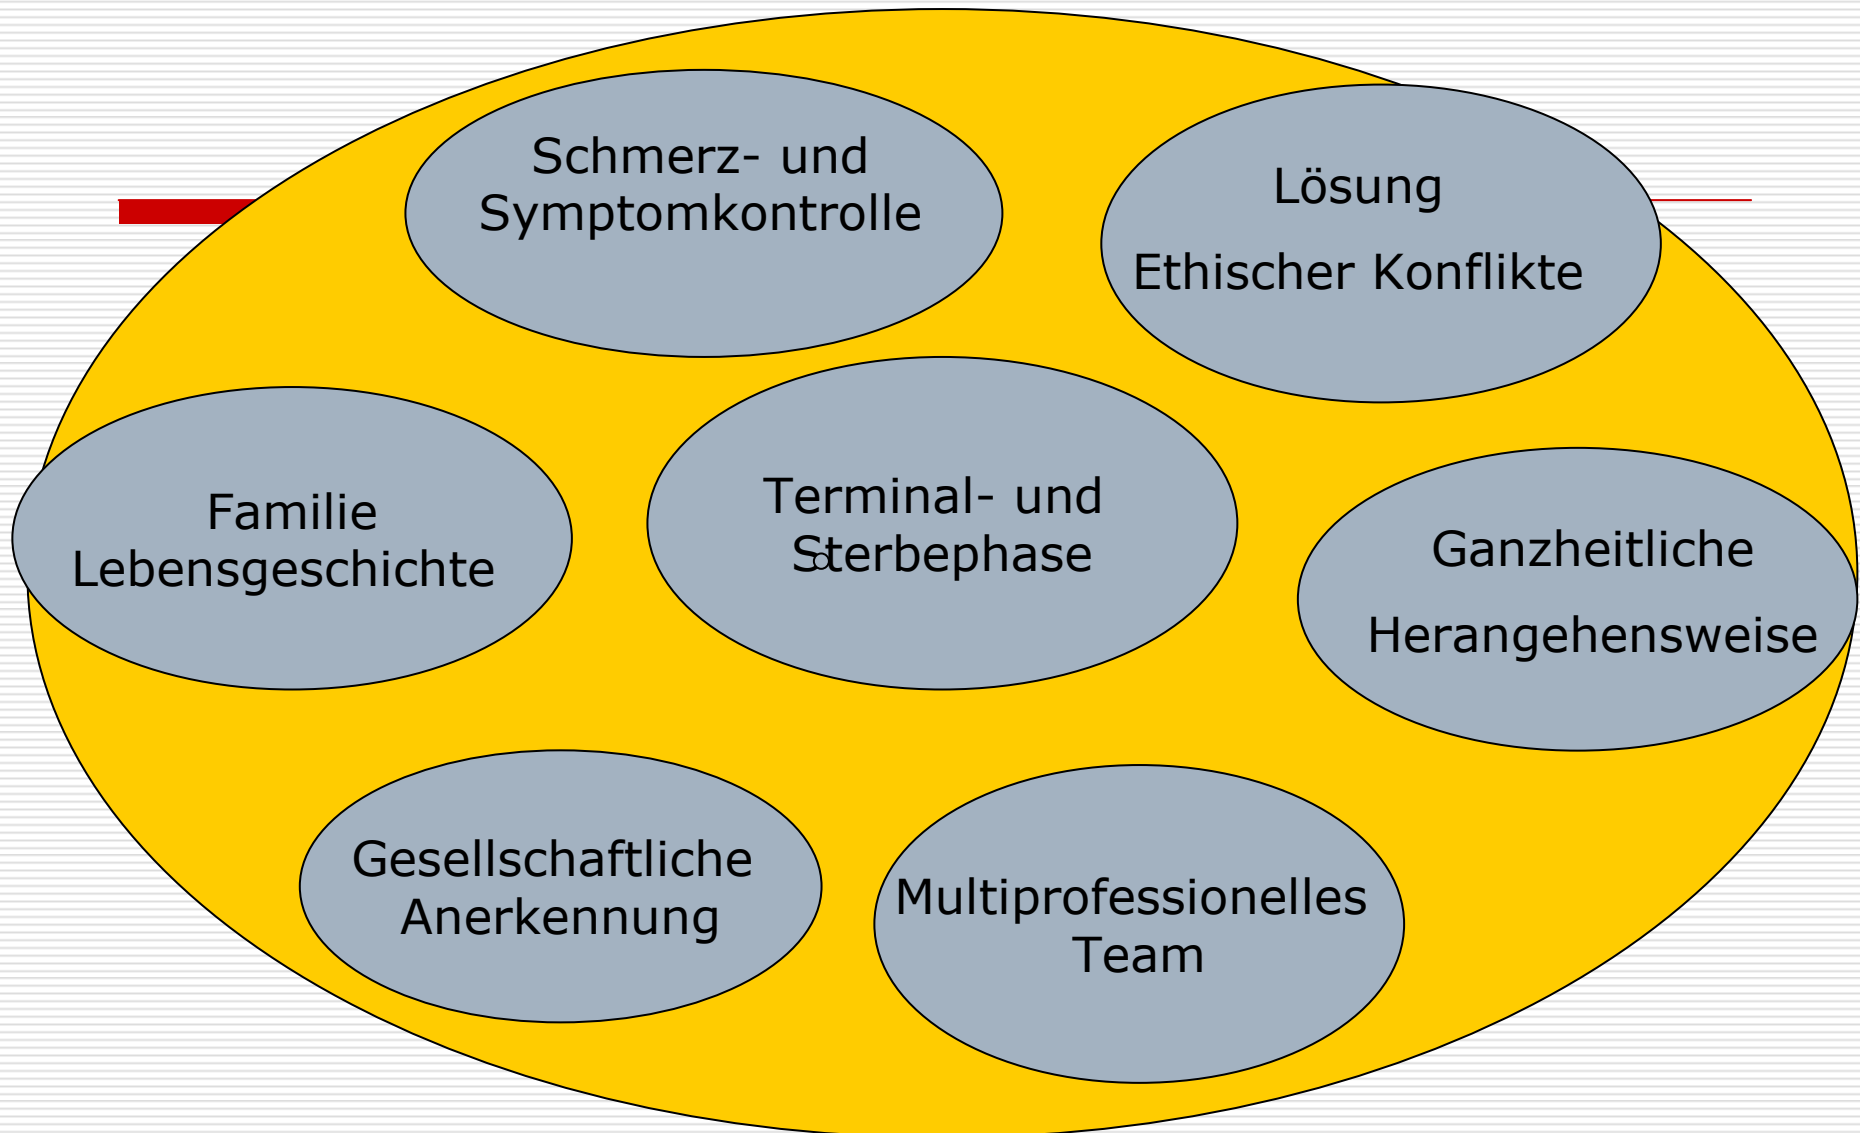 Schmerz- und
Symptomkontrolle
Lösung
Ethischer Konflikte
Familie
Lebensgeschichte
Terminal- und
Sterbephase
Ganzheitliche
Herangehensweise
Gesellschaftliche
Anerkennung
Multiprofessionelles
Team